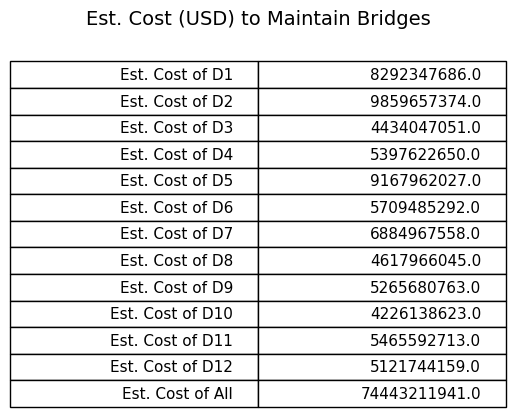 Est. Cost (USD) to Maintain Bridges
Est. Cost of D1 8292347686.0
Est. Cost of D2 9859657374.0
Est. Cost of D3 4434047051.0
Est. Cost of D4 5397622650.0
Est. Cost of D5 9167962027.0
Est. Cost of D6 5709485292.0
Est. Cost of D7 6884967558.0
Est. Cost of D8 4617966045.0
Est. Cost of D9 5265680763.0
Est. Cost of D10 4226138623.0
Est. Cost of D11 5465592713.0
Est. Cost of D12 5121744159.0
Est. Cost of All 74443211941.0